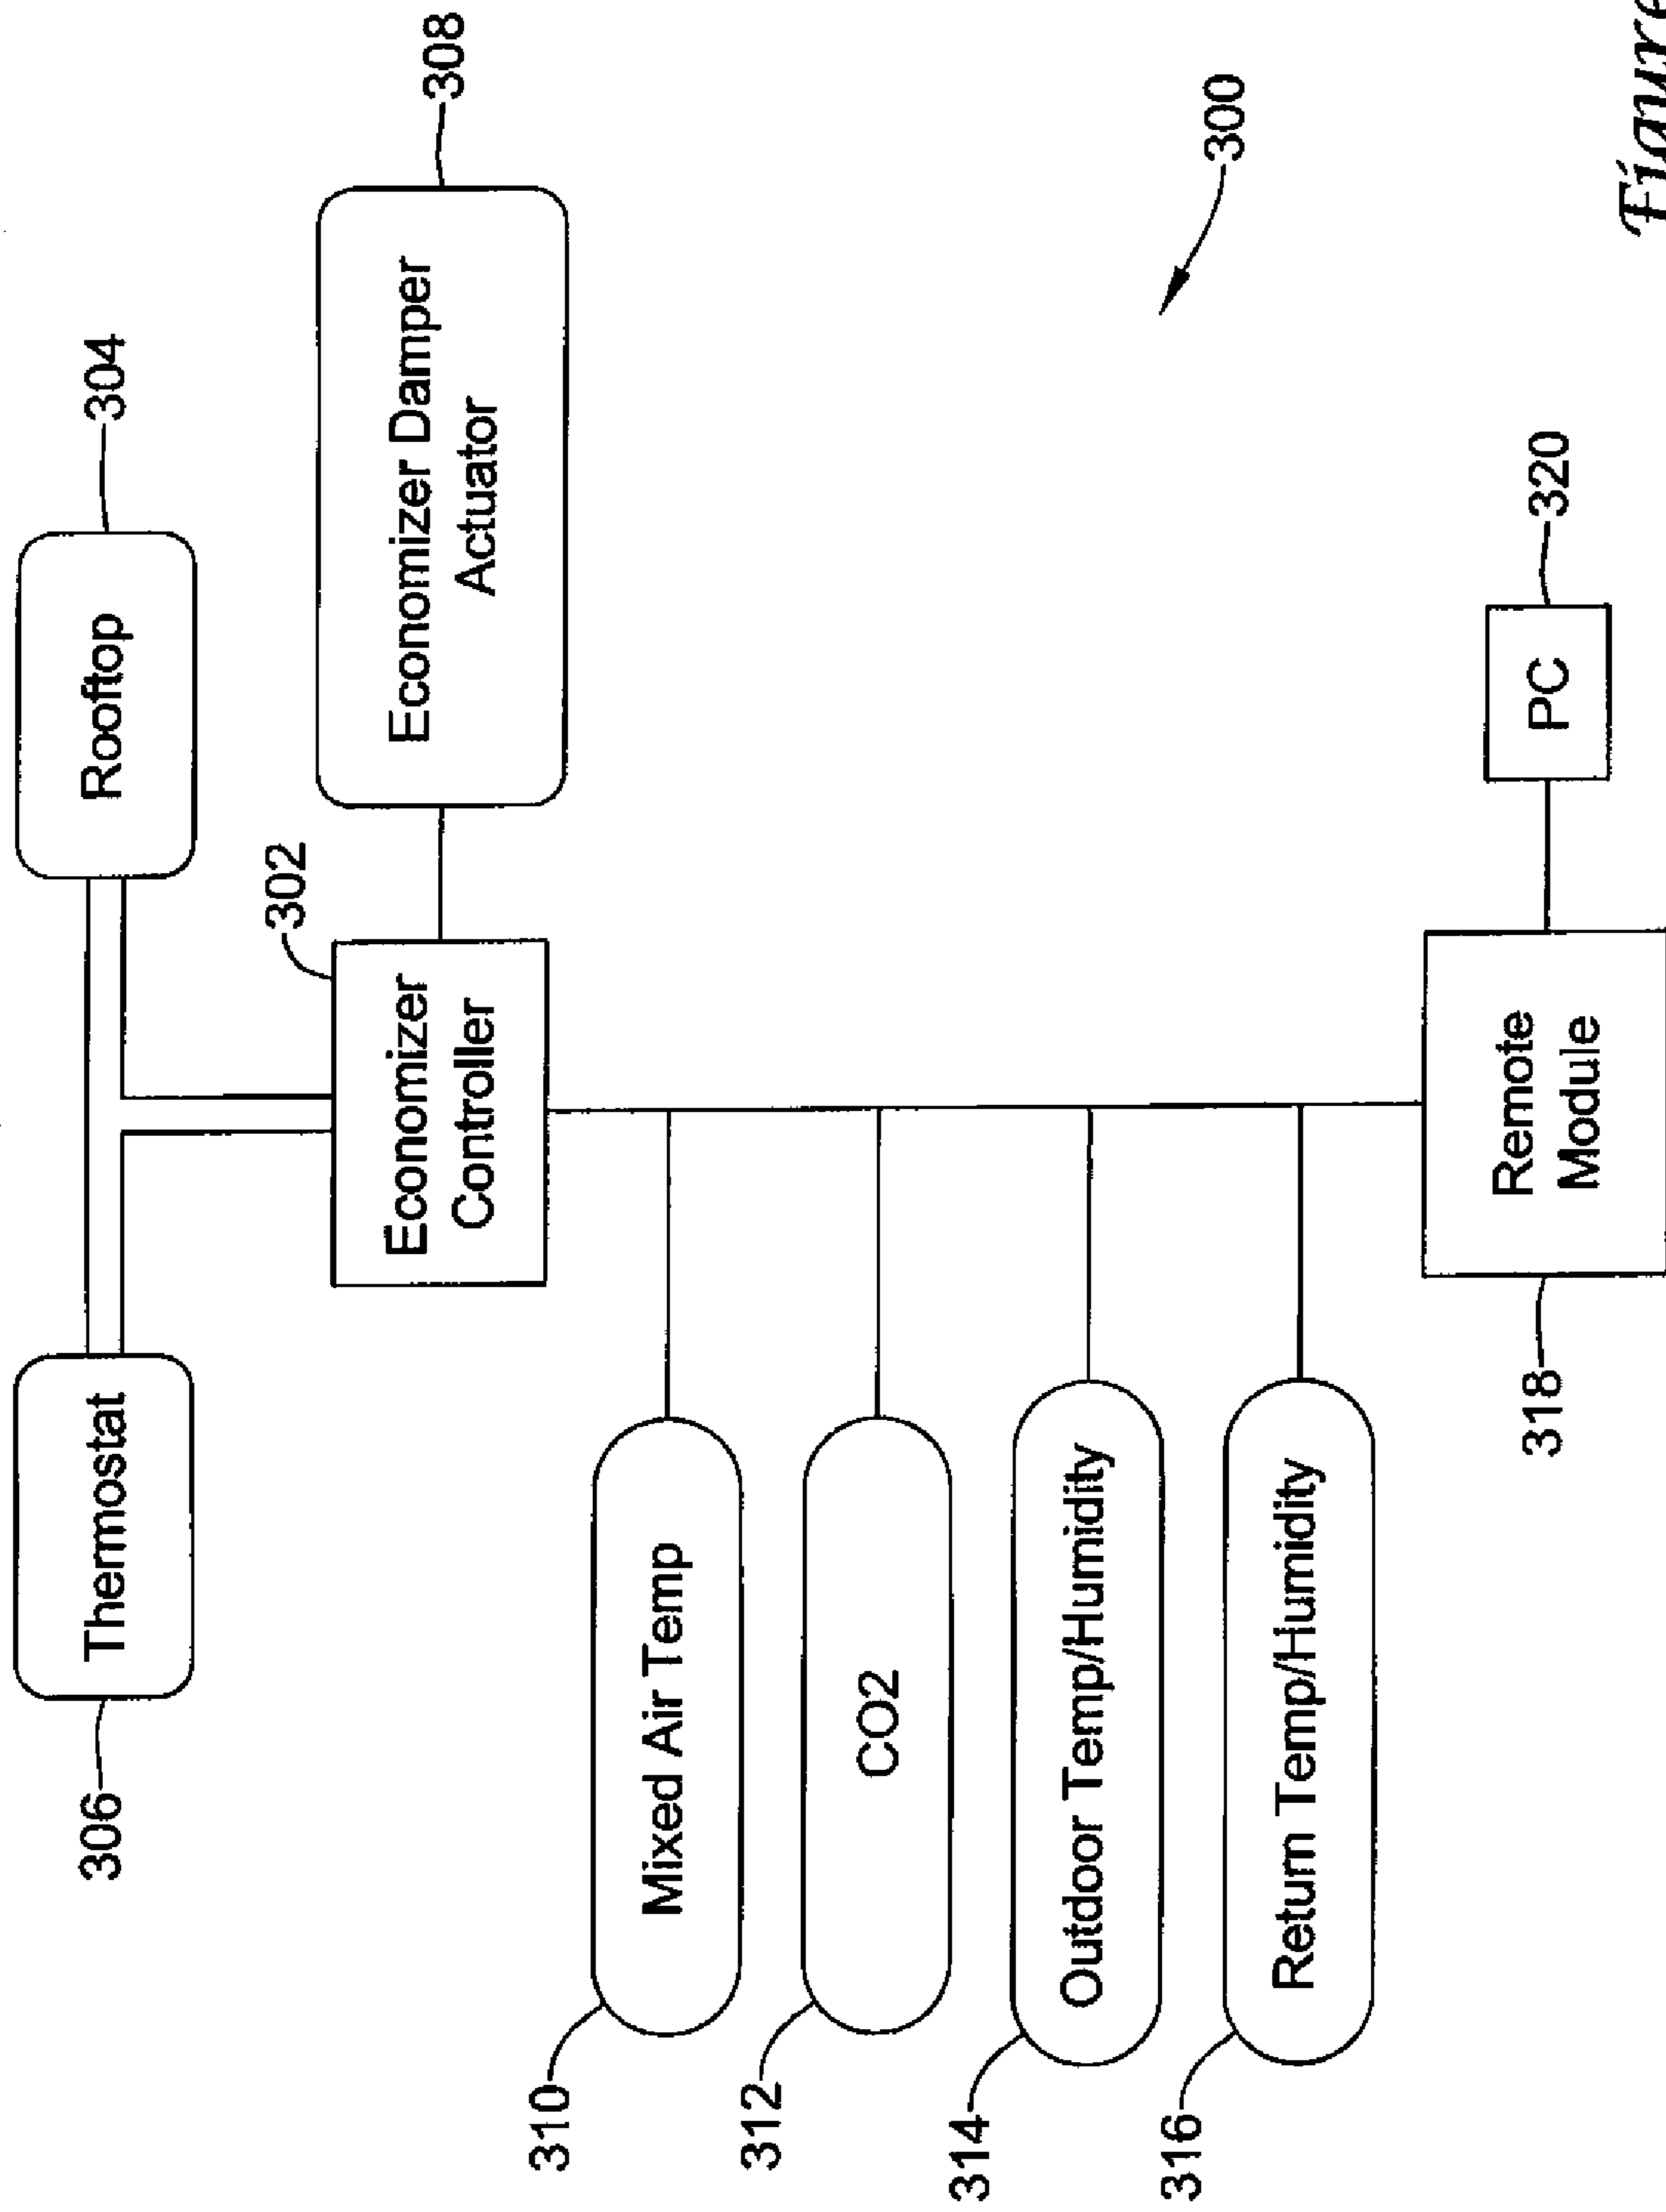 306
Thermostat
Rooftop
304
302
Economizer
Controller
Economizer Damper
Actuator
308
310
Mixed Air Temp
312
CO2
314
Outdoor Temp/Humidity
316
Return Temp/Humidity
300
318
Remote
Module
PC
320
Figure